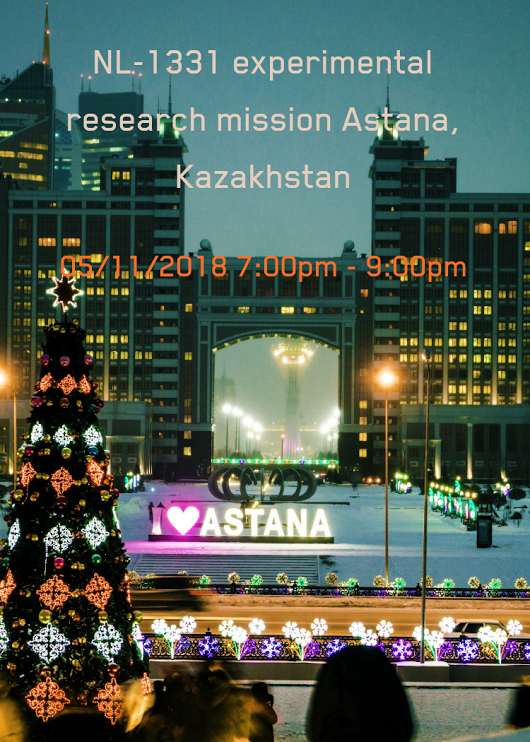 NL-1331 experimental
research mission Astana,
Kazakhstan
05/11/2018 7:00pm - 9:00pm
I ♥ ASTANA